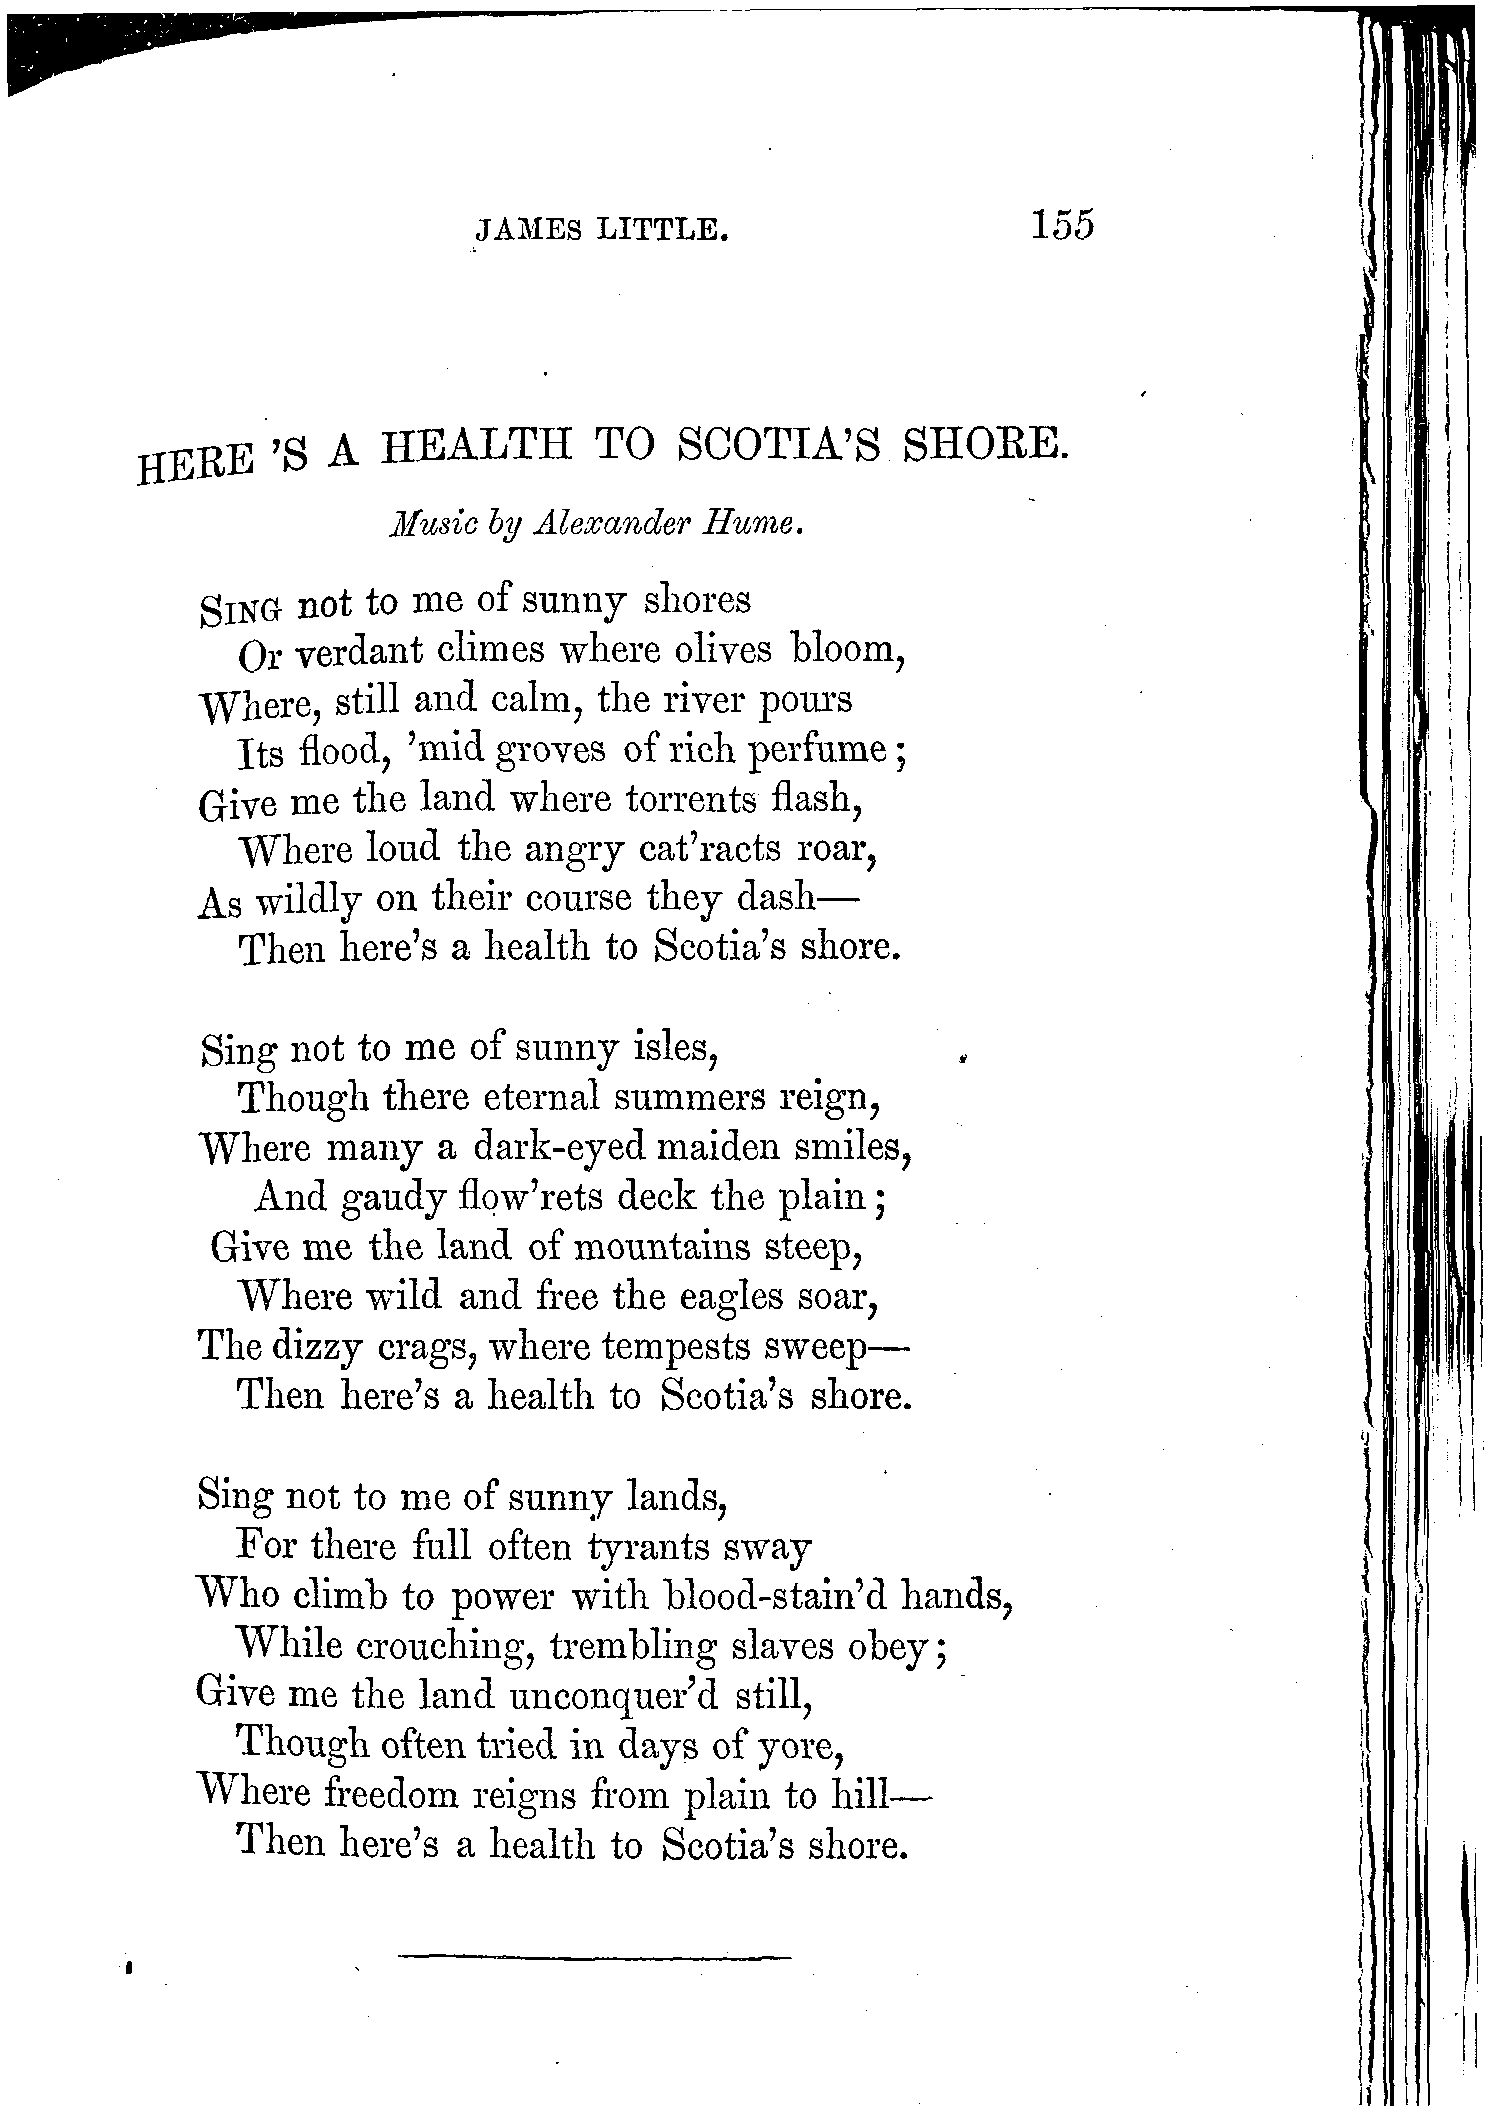 JAMES LITTLE. 155
HERE 'S A HEALTH TO SCOTIA'S SHORE.
Music by Alexander Hume.
SING not to me of sunny shores
Or verdant climes where olives bloom,
Where, still and calm, the river pours
Its flood, 'mid groves of rich perfume;
Give me the land where torrents flash,
Where loud the angry cat'racts roar,
As wildly on their course they dash—
Then here's a health to Scotia's shore.
Sing not to me of sunny isles,
Though there eternal summers reign,
Where many a dark-eyed maiden smiles,
And gaudy flow'rets deck the plain;
Give me the land of mountains steep,
Where wild and free the eagles soar,
The dizzy crags, where tempests sweep—
Then here's a health to Scotia's shore.
Sing not to me of sunny lands,
For there full often tyrants sway
Who climb to power with blood-stain'd hands,
While crouching, trembling slaves obey;
Give me the land unconquer'd still,
Though often tried in days of yore,
Where freedom reigns from plain to hill—
Then here's a health to Scotia's shore.